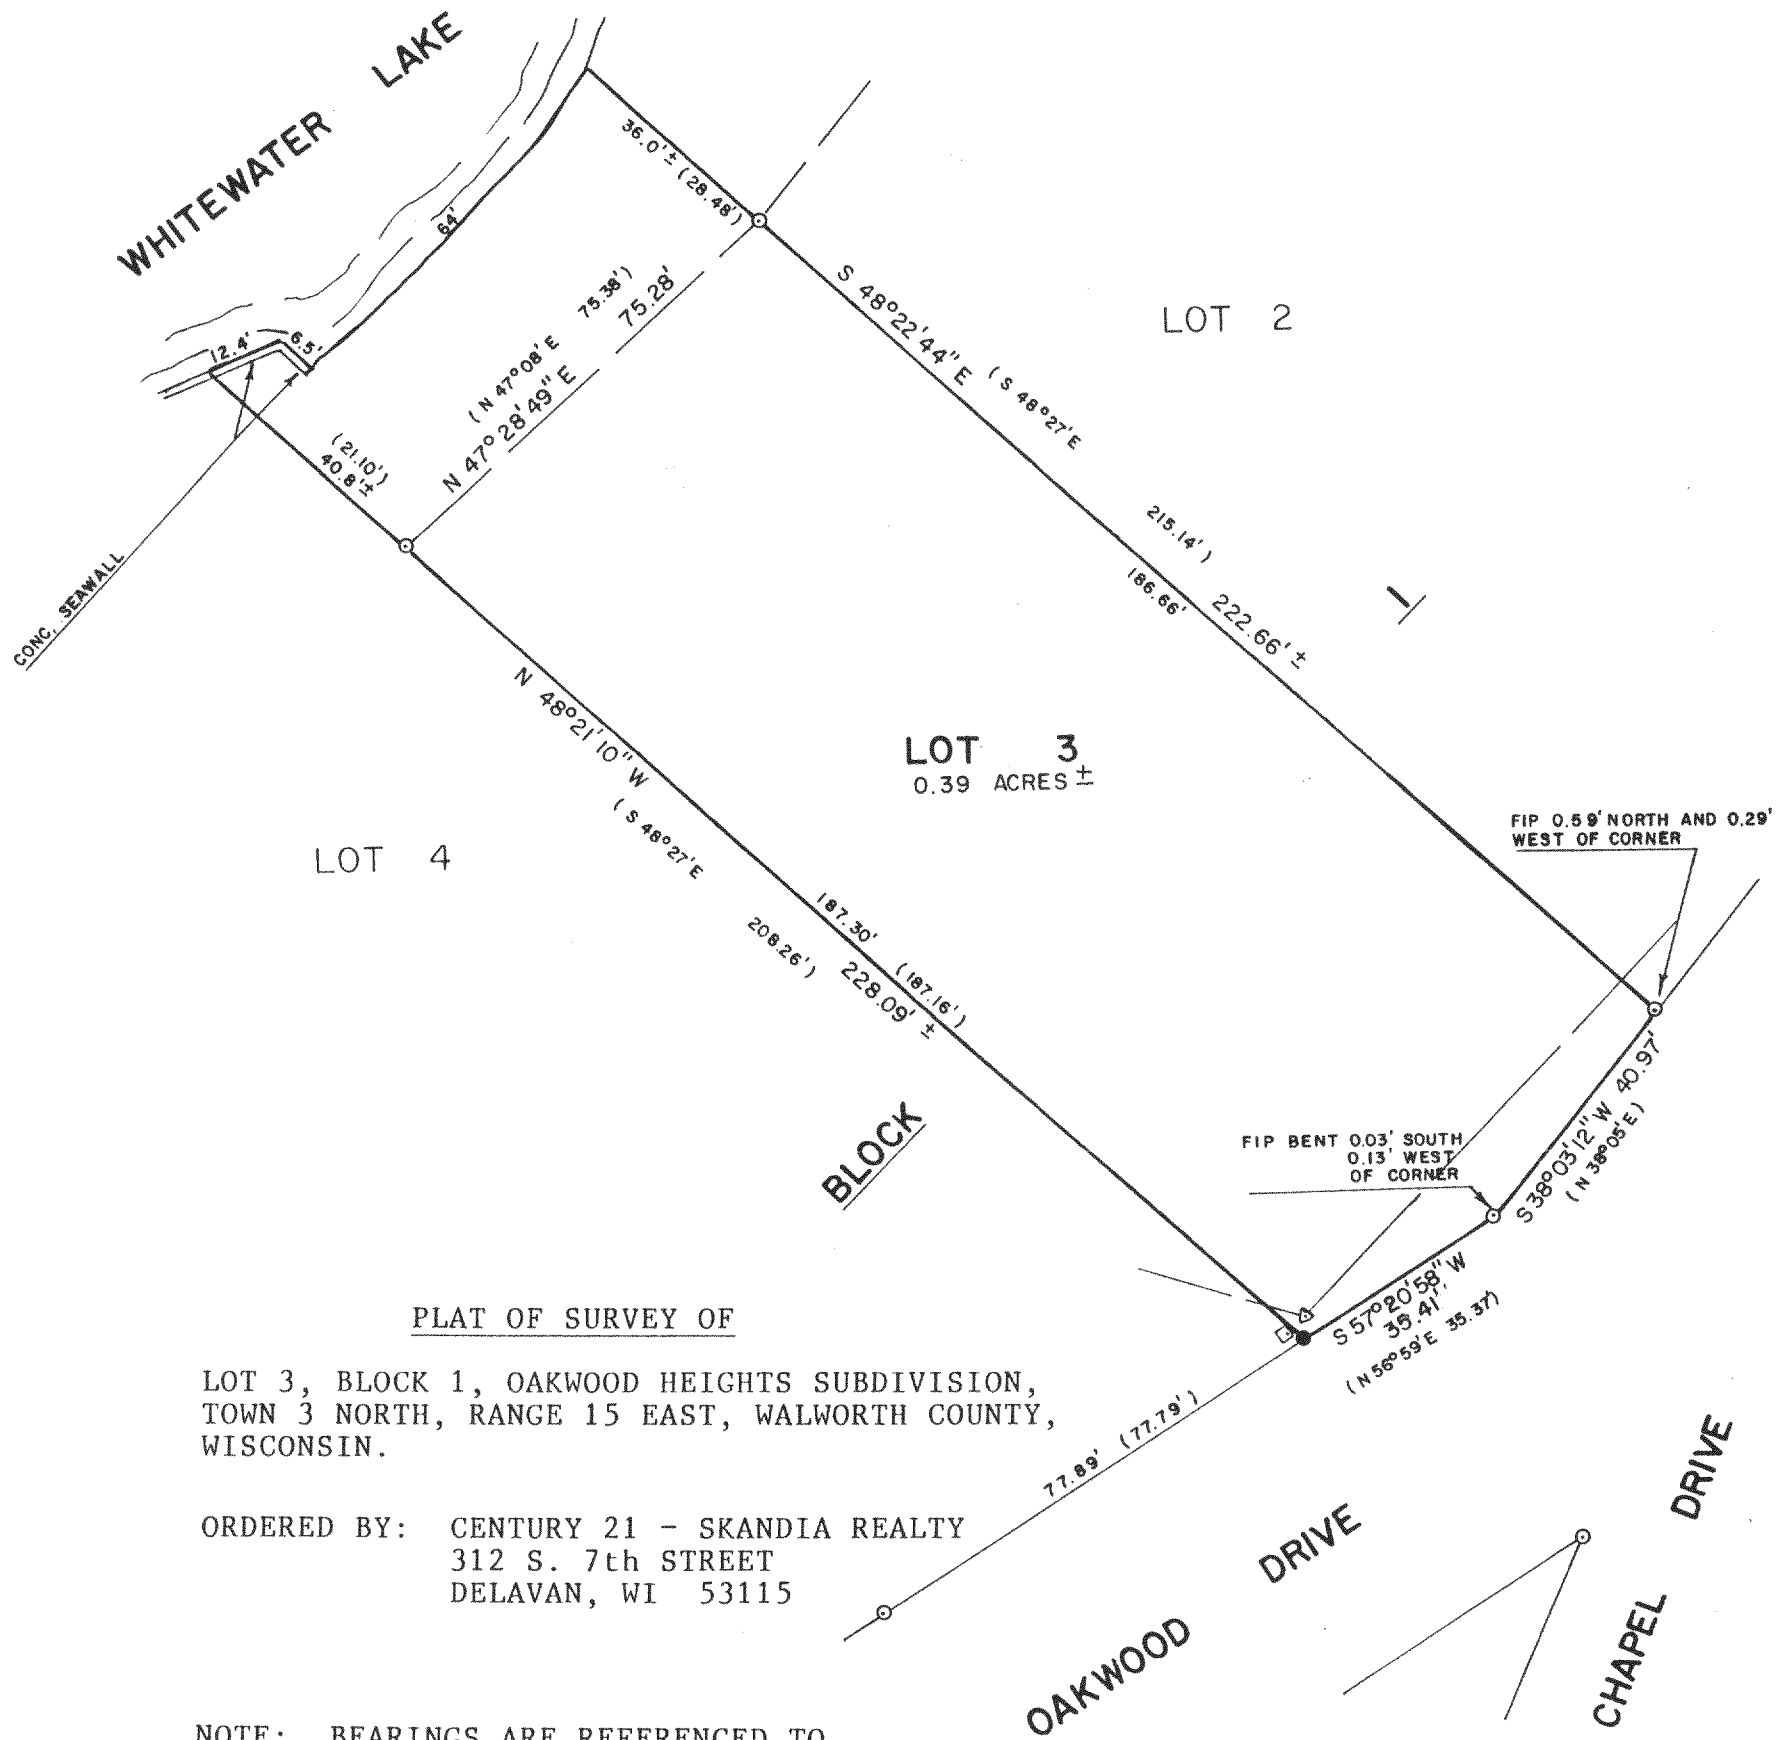 WHITEWATER LAKE
36.0'± (28.48')
64'
12.4'
6.5'
(N 47°08'E 75.38')
N 47°28'49"E 75.28'
S 48°22'44"E (S 48°27'E
215.14')
186.66' 222.66'±
LOT 2
(21.10')
40.8'±
CONC. SEAWALL
1
N 48°21'10"W
(S 48°27'E
208.26')
187.30' (187.16')
228.09' ±
LOT 3
0.39 ACRES±
LOT 4
FIP 0.59' NORTH AND 0.29'
WEST OF CORNER
BLOCK
FIP BENT 0.03' SOUTH
0.13' WEST
OF CORNER
S 38°03'12"W 40.97'
(N 38°05'E)
S 57°20'58"W
35.41'
(N 56°59'E 35.37')
77.89' (77.79')
PLAT OF SURVEY OF
LOT 3, BLOCK 1, OAKWOOD HEIGHTS SUBDIVISION,
TOWN 3 NORTH, RANGE 15 EAST, WALWORTH COUNTY,
WISCONSIN.
ORDERED BY: CENTURY 21 - SKANDIA REALTY
312 S. 7th STREET
DELAVAN, WI 53115
OAKWOOD DRIVE
CHAPEL DRIVE
NOTE: BEARINGS ARE REFERENCED TO